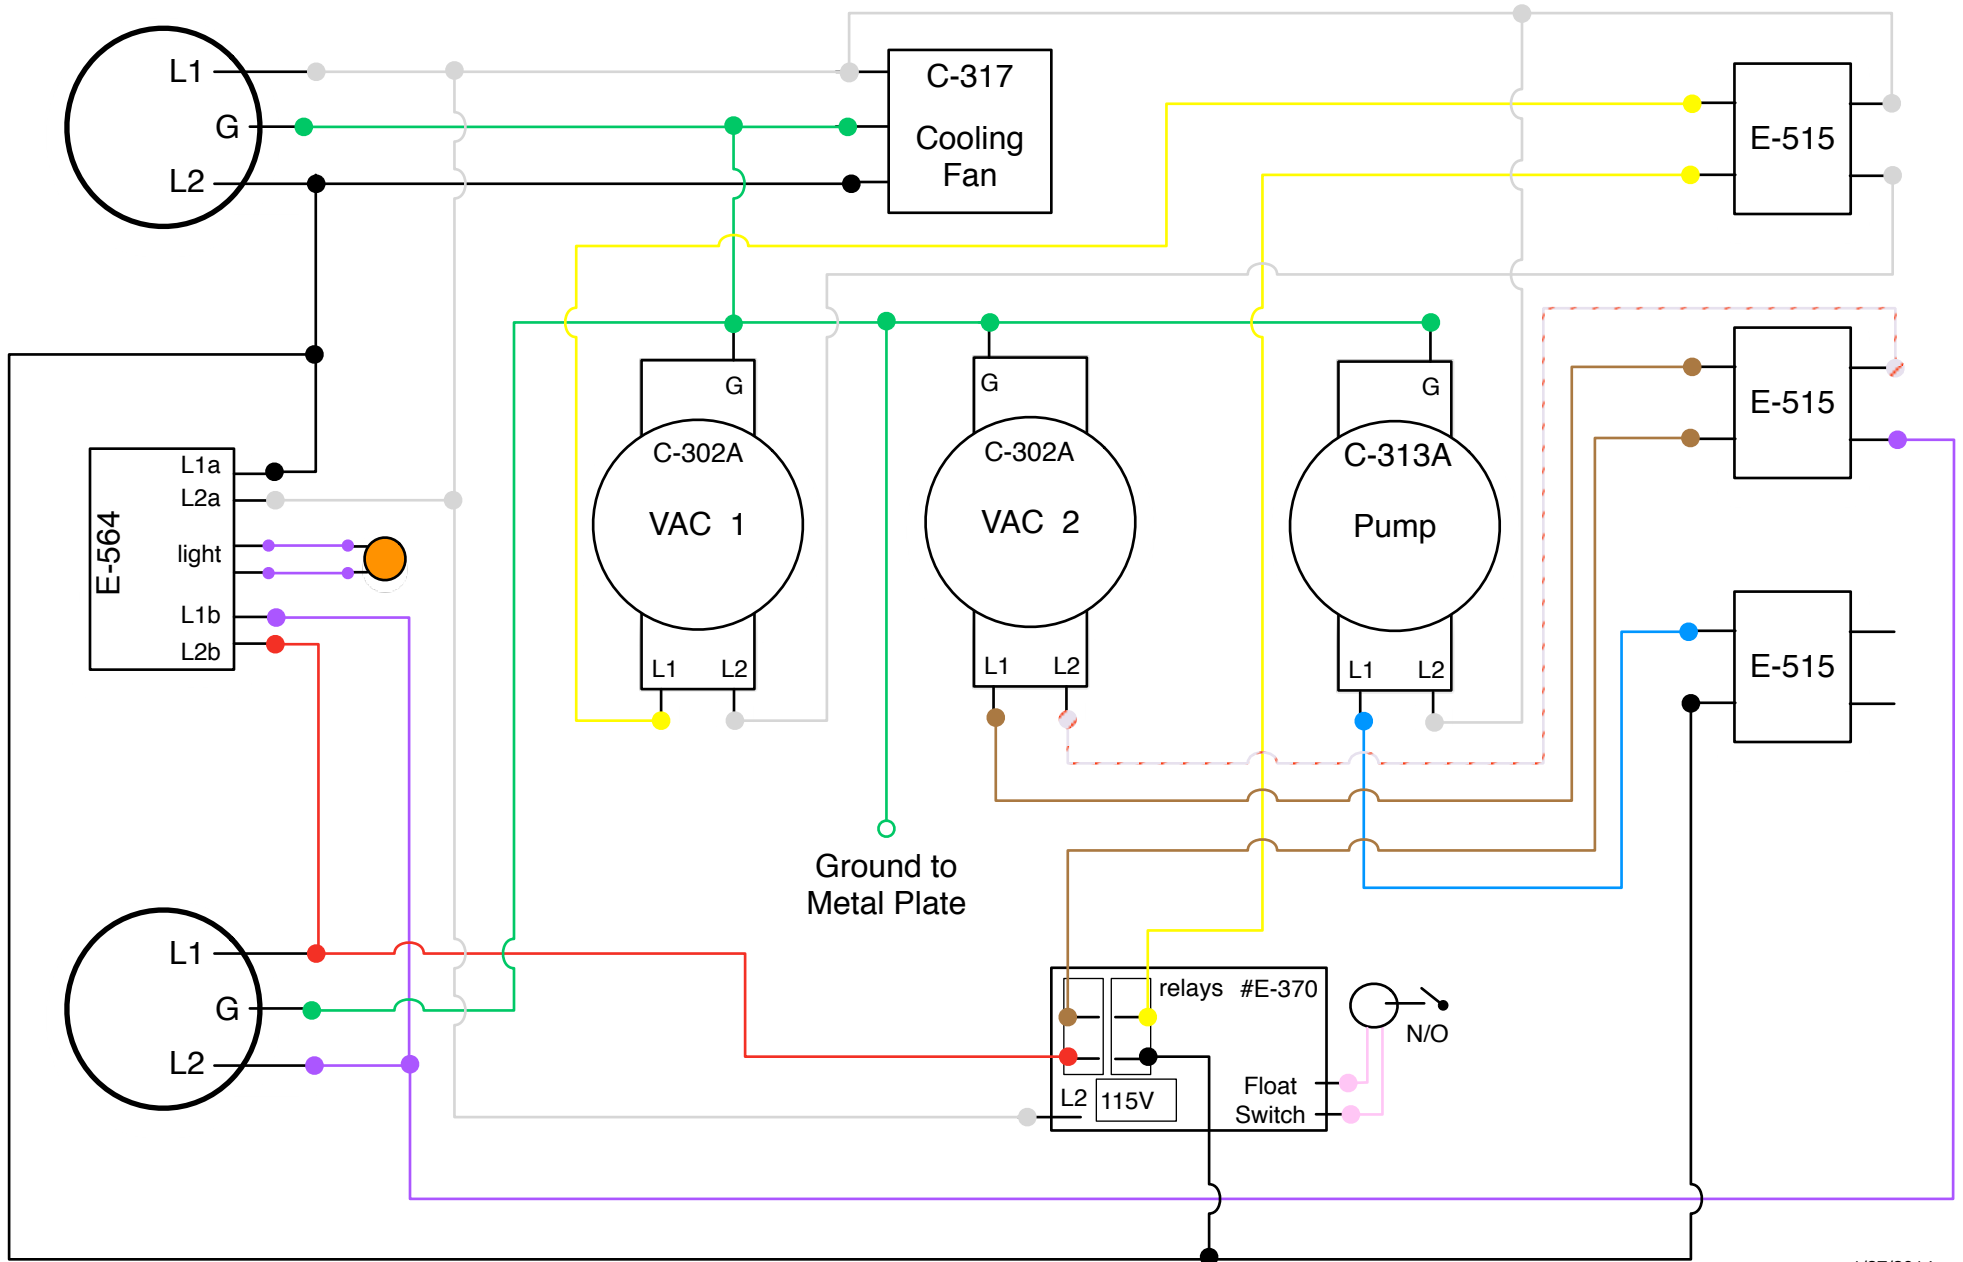 L1
G
L2
C-317
Cooling
Fan
E-515
G
C-302A
VAC 1
L1 L2
G
C-302A
VAC 2
L1 L2
G
C-313A
Pump
L1 L2
E-515
E-515
E-564
L1a
L2a
light
L1b
L2b
Ground to
Metal Plate
L1
G
L2
relays #E-370
L2 115V
Float
Switch
N/O